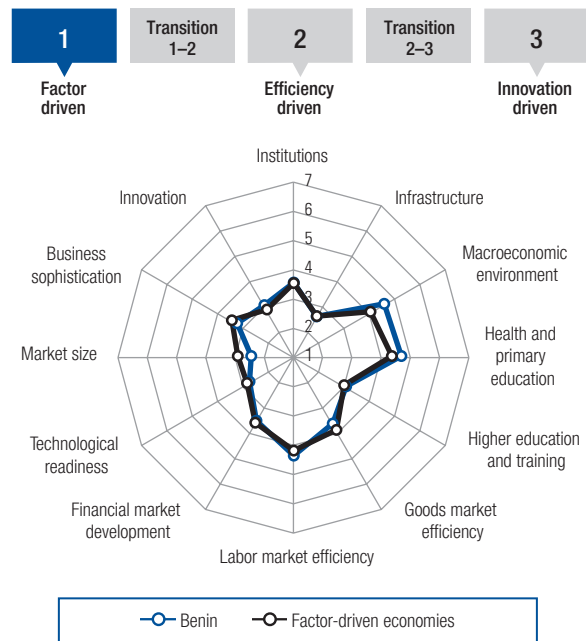 1
Transition
1–2
2
Transition
2–3
3
Factor
driven
Efficiency
driven
Innovation
driven
Institutions
Infrastructure
Macroeconomic
environment
Health and
primary
education
Higher education
and training
Goods market
efficiency
Labor market efficiency
Financial market
development
Technological
readiness
Market size
Business
sophistication
Innovation
7
6
5
4
3
2
1
Benin
Factor-driven economies